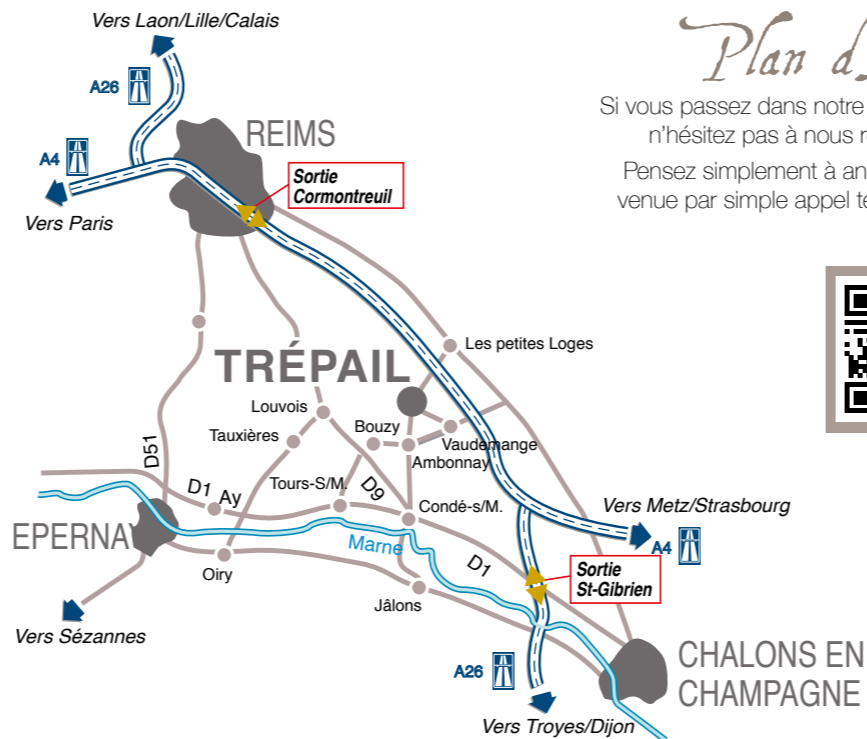 Vers Laon/Lille/Calais
A26
Plan d
Si vous passez dans notre
n'hésitez pas à nous r
Pensez simplement à an
venue par simple appel té
REIMS
A4
Sortie
Cormontreuil
Vers Paris
Les petites Loges
TRÉPAIL
Louvois
Tauxières
Bouzy
Vaudemange
Ambonnay
D51
D1
Ay
Tours-S/M.
D9
Condé-s/M.
Vers Metz/Strasbourg
A4
EPERNA
Marne
D1
Oiry
Jâlons
Sortie
St-Gibrien
Vers Sézannes
A26
CHALONS EN
CHAMPAGNE
Vers Troyes/Dijon